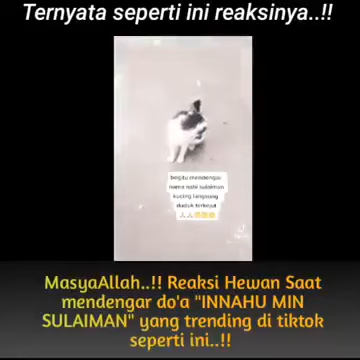 Ternyata seperti ini reaksinya..!!
begitu mendengar
nama nabi sulaiman
kucing langsung
duduk terkejut
MasyaAllah..!! Reaksi Hewan Saat
mendengar do'a "INNAHU MIN
SULAIMAN" yang trending di tiktok
seperti ini..!!